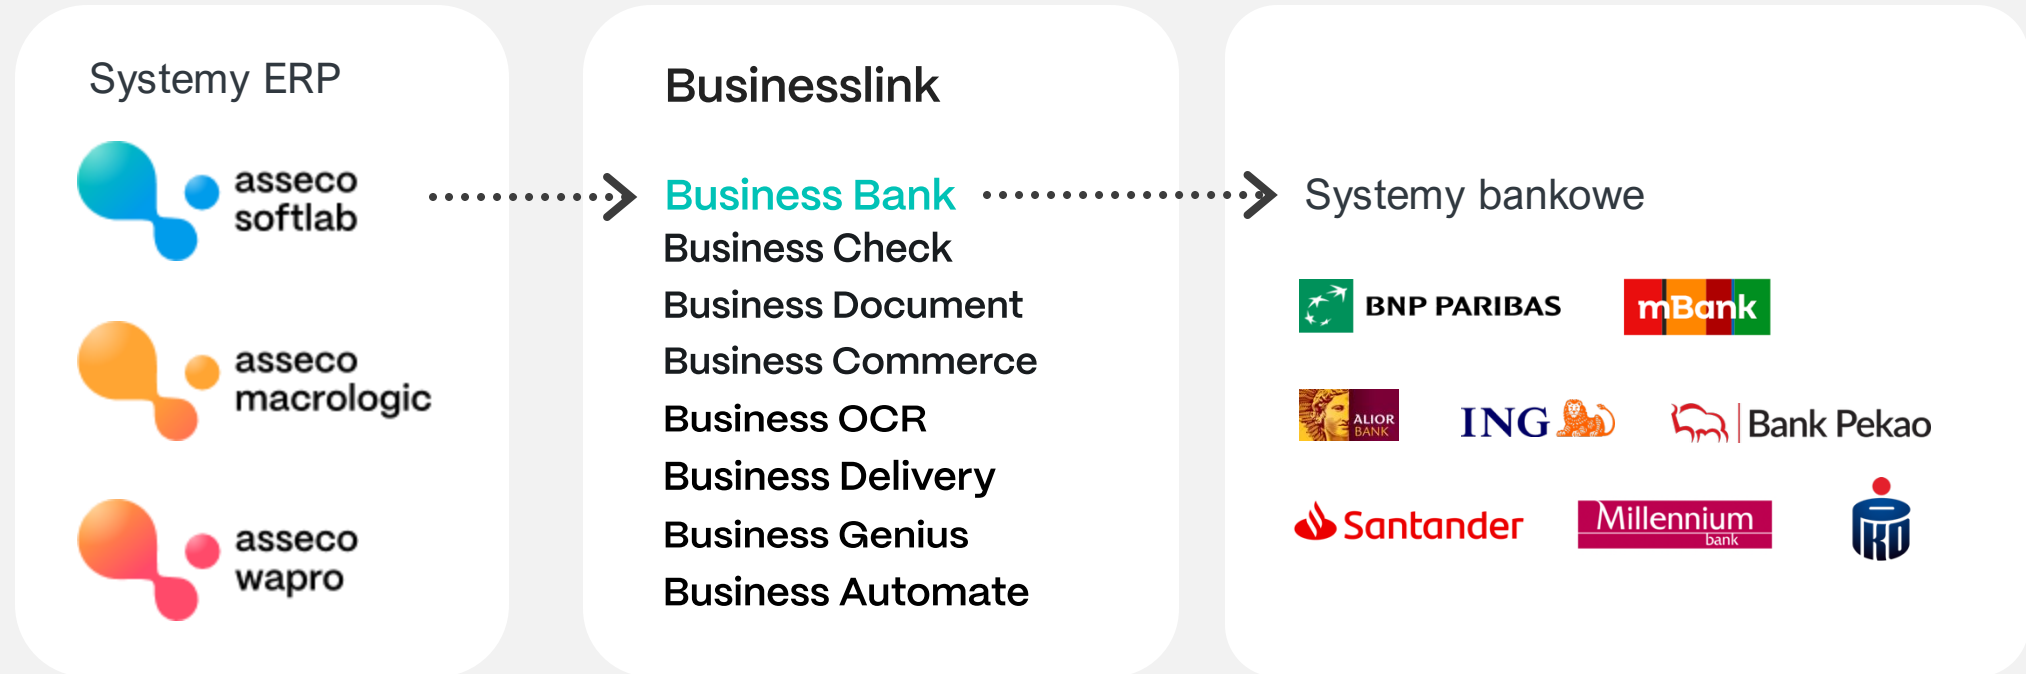 Systemy ERP
asseco
softlab
asseco
macrologic
asseco
wapro
Businesslink
Business Bank
Business Check
Business Document
Business Commerce
Business OCR
Business Delivery
Business Genius
Business Automate
Systemy bankowe
BNP PARIBAS
mBank
ALIOR
BANK
ING
Bank Pekao
Santander
Millennium
bank
PKO